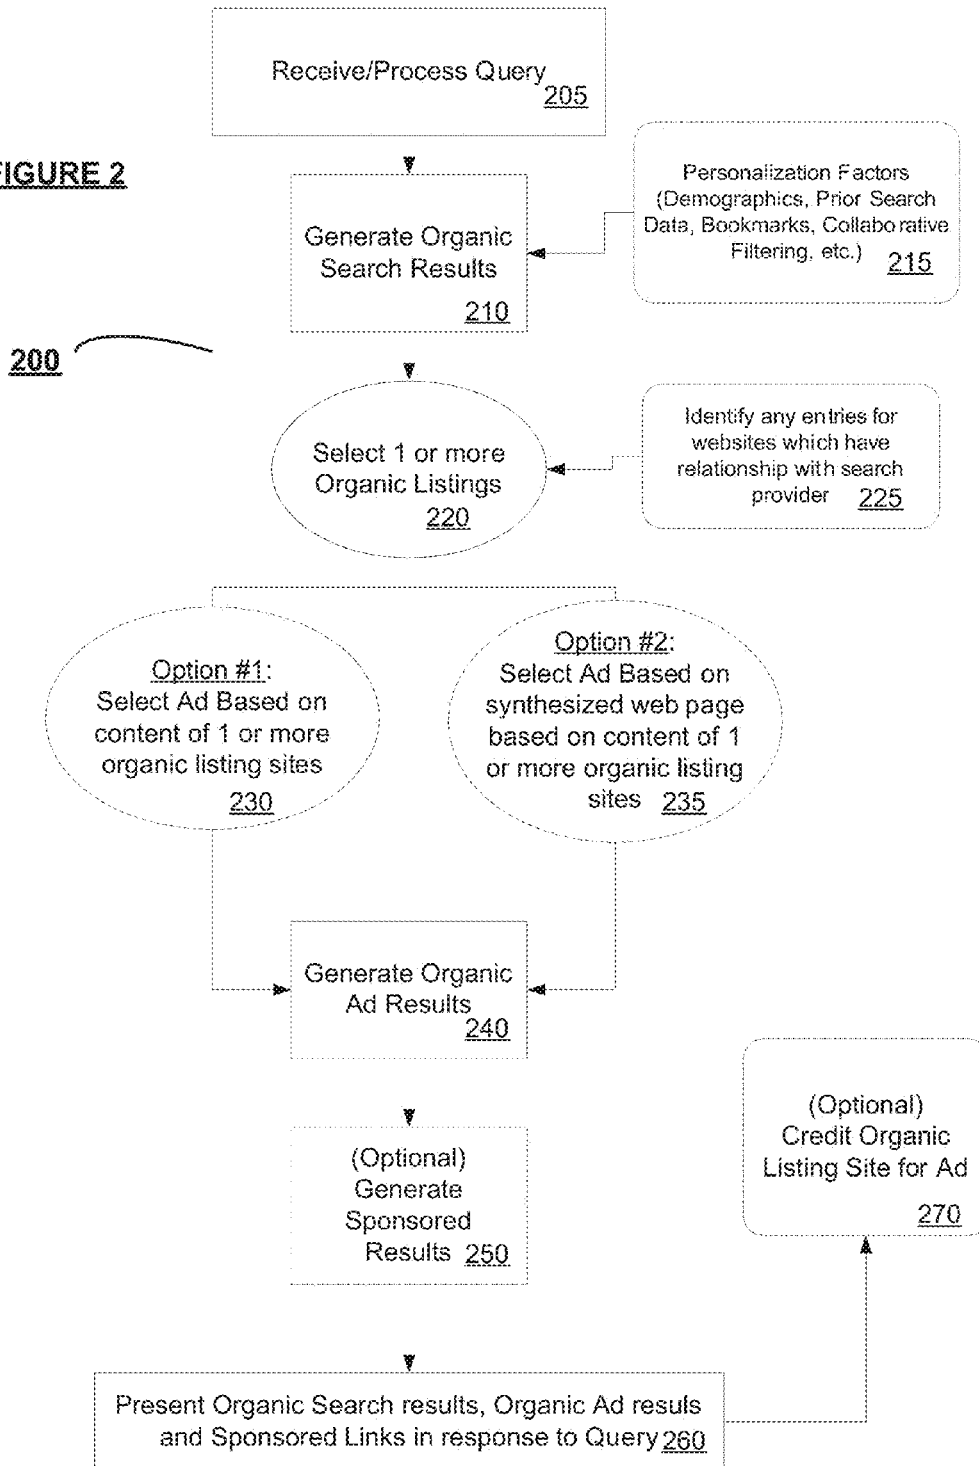 Receive/Process Query
205
FIGURE 2
Personalization Factors
(Demographics, Prior Search
Data, Bookmarks, Collaborative
Filtering, etc.) 215
Generate Organic
Search Results
210
200
Select 1 or more
Organic Listings
220
Identify any entries for
websites which have
relationship with search
provider 225
Option #1:
Select Ad Based on
content of 1 or more
organic listing sites
230
Option #2:
Select Ad Based on
synthesized web page
based on content of 1
or more organic listing
sites 235
Generate Organic
Ad Results
240
(Optional)
Generate
Sponsored
Results 250
(Optional)
Credit Organic
Listing Site for Ad
270
Present Organic Search results, Organic Ad resuls
and Sponsored Links in response to Query 260